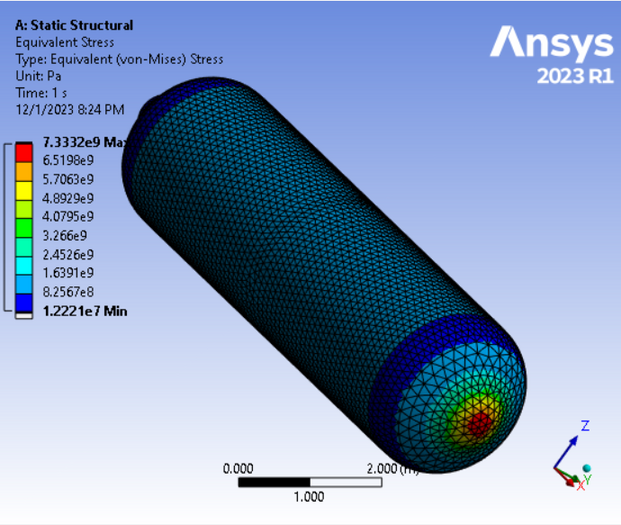 A: Static Structural
Equivalent Stress
Type: Equivalent (von-Mises) Stress
Unit: Pa
Time: 1 s
12/1/2023 8:24 PM
Ansys
2023 R1
7.3332e9 Ma
6.5198e9
5.7063e9
4.8929e9
4.0795e9
3.266e9
2.4526e9
1.6391e9
8.2567e8
1.2221e7 Min
0.000
2.000 (m)
1.000
Z
Y
X